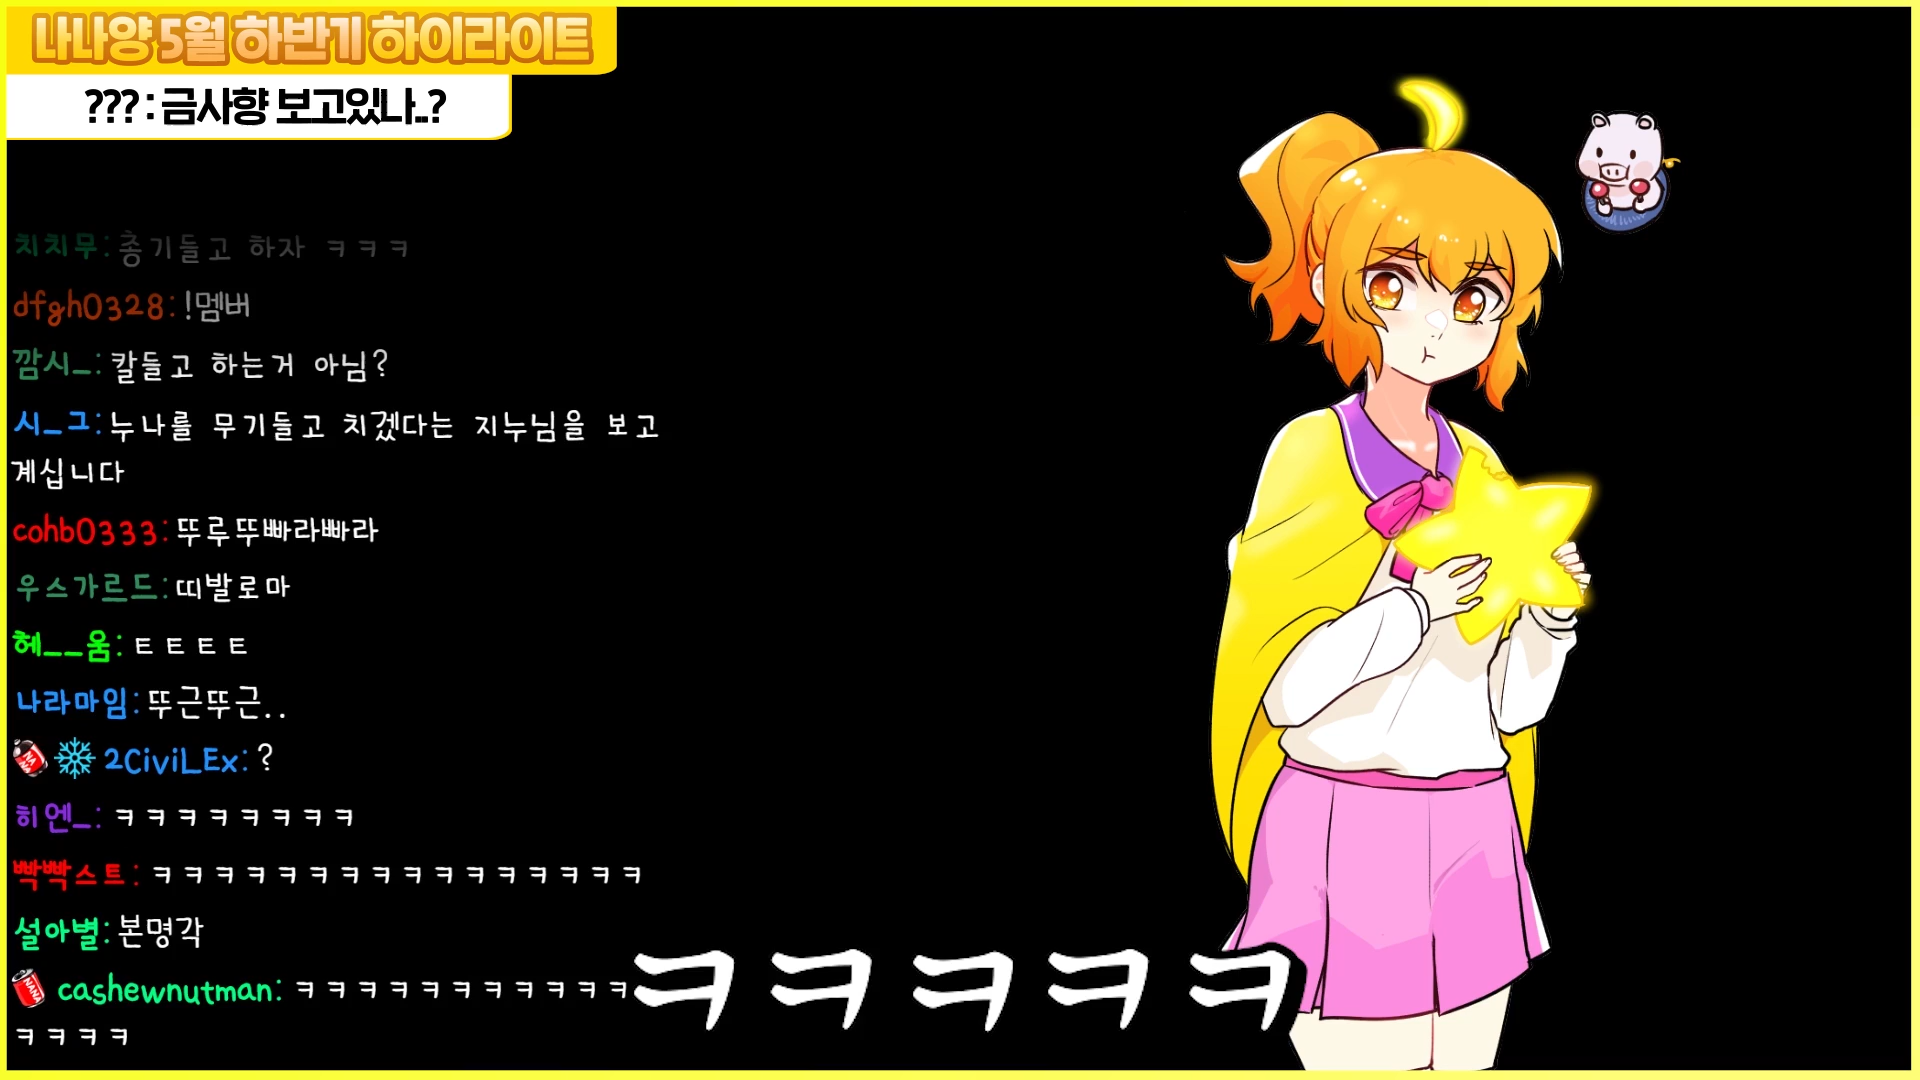 나나양 5월 하반기 하이라이트
??? : 금사향 보고있나..?
치치무: 총기들고 하자 ㅋㅋㅋ
dfgh0328: !멤버
깜시_: 칼들고 하는거 아님?
시_그: 누나를 무기들고 치겠다는 지누님을 보고
계십니다
cohb0333: 뚜루뚜빠라빠라
우스가르드: 띠발로마
헤__움: ㅌㅌㅌㅌ
나라마임: 뚜근뚜근..
NANA 2CiviLEx: ?
히엔_: ㅋㅋㅋㅋㅋㅋㅋㅋ
빡빡스트: ㅋㅋㅋㅋㅋㅋㅋㅋㅋㅋㅋㅋㅋㅋㅋㅋ
설아별: 본명각
NANA cashewnutman: ㅋㅋㅋㅋㅋㅋㅋㅋㅋㅋㅋ
ㅋㅋㅋㅋ
ㅋㅋㅋㅋㅋ